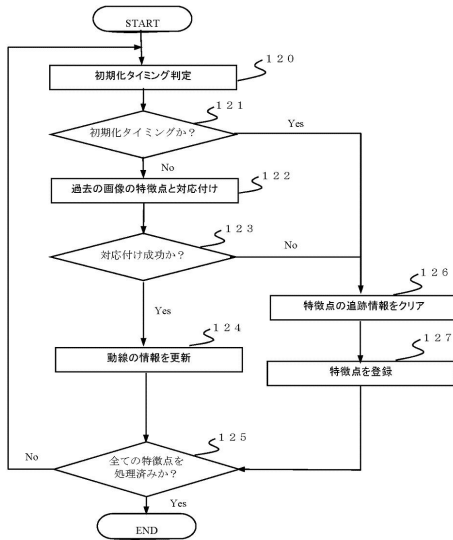 START
１２０
初期化タイミング判定
１２１
初期化タイミングか？
Yes
No
１２２
過去の画像の特徴点と対応付け
１２３
対応付け成功か？
No
Yes
１２６
特徴点の追跡情報をクリア
１２４
動線の情報を更新
１２７
特徴点を登録
１２５
全ての特徴点を
処理済みか？
No
Yes
END